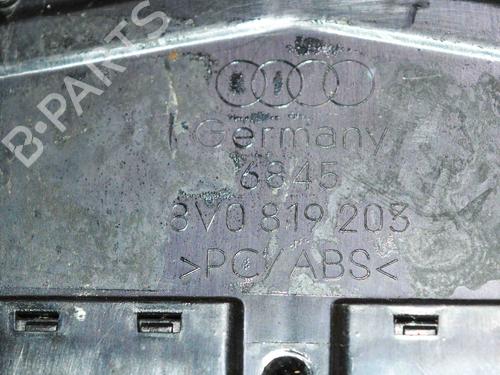 B-PARTS
Germany
6845
8V0 819 203
>PC/ABS<